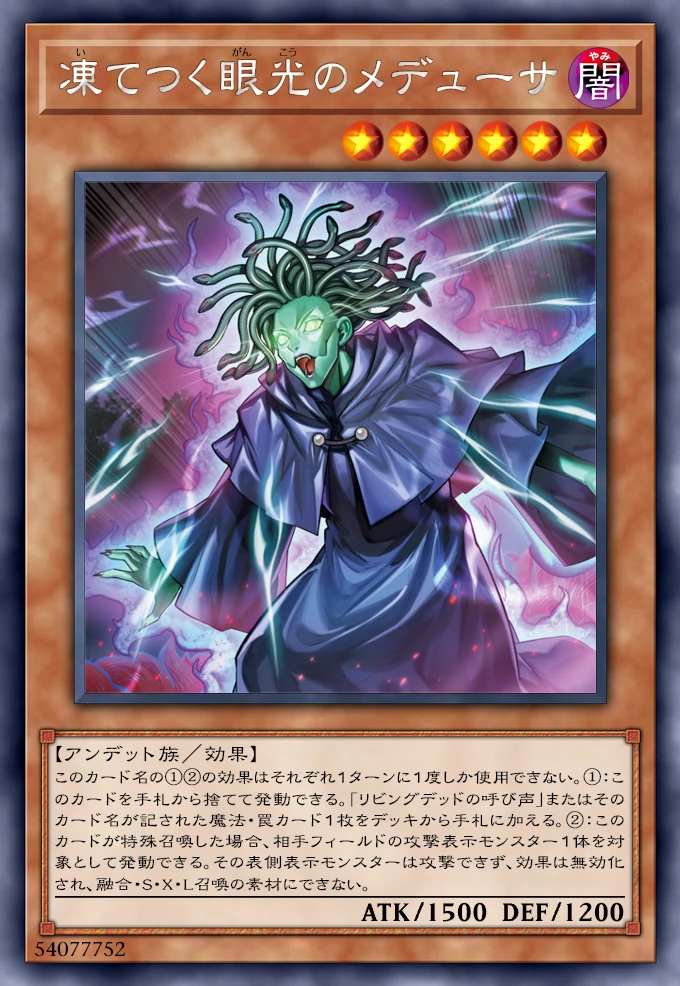 凍てつく眼光のメデューサ
闇
【アンデット族／効果】
このカード名の①②の効果はそれぞれ1ターンに1度しか使用できない。①：こ
のカードを手札から捨てて発動できる。「リビングデッドの呼び声」またはその
カード名が記された魔法・罠カード1枚をデッキから手札に加える。②：このカ
ードが特殊召喚した場合、相手フィールドの攻撃表示モンスター1体を対
象として発動できる。その表側表示モンスターは攻撃できず、効果は無効化
され、融合・S・X・L召喚の素材にできない。
ATK/1500 DEF/1200
54077752